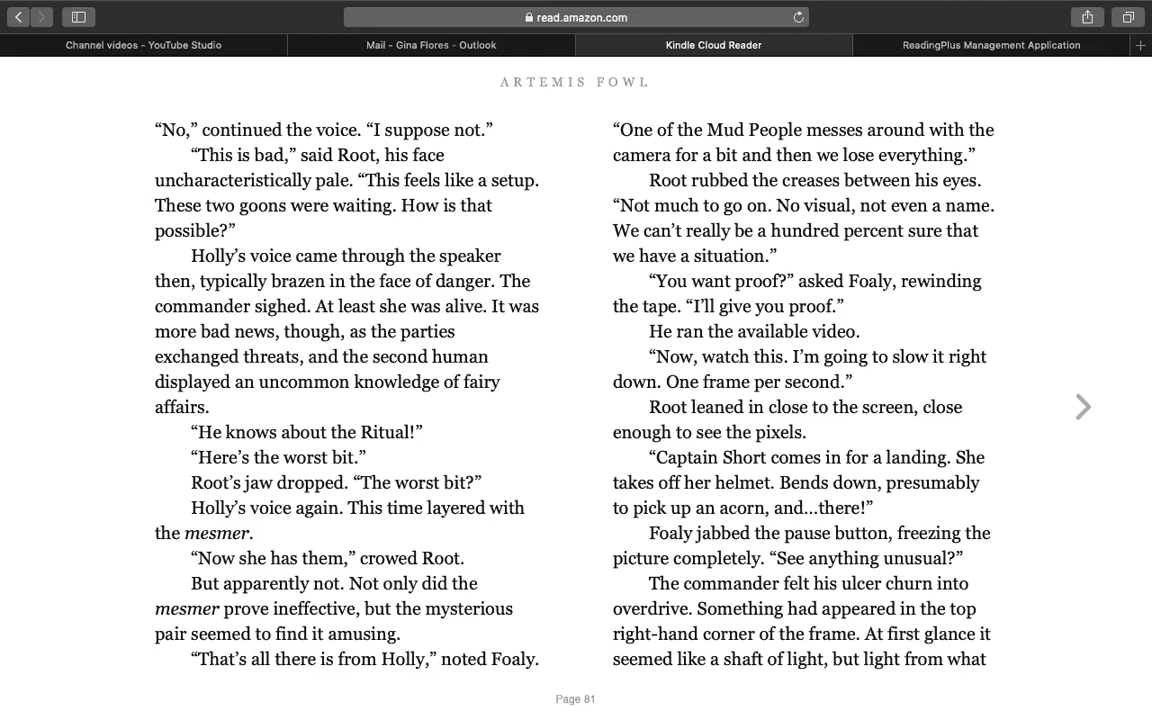 read.amazon.com
Channel videos - YouTube Studio
Mail - Gina Flores - Outlook
Kindle Cloud Reader
ReadingPlus Management Application
ARTEMIS FOWL
“No,” continued the voice. “I suppose not.”
“This is bad,” said Root, his face
uncharacteristically pale. “This feels like a setup.
These two goons were waiting. How is that
possible?”
Holly’s voice came through the speaker
then, typically brazen in the face of danger. The
commander sighed. At least she was alive. It was
more bad news, though, as the parties
exchanged threats, and the second human
displayed an uncommon knowledge of fairy
affairs.
“He knows about the Ritual!”
“Here’s the worst bit.”
Root’s jaw dropped. “The worst bit?”
Holly’s voice again. This time layered with
the mesmer.
“Now she has them,” crowed Root.
But apparently not. Not only did the
mesmer prove ineffective, but the mysterious
pair seemed to find it amusing.
“That’s all there is from Holly,” noted Foaly.
“One of the Mud People messes around with the
camera for a bit and then we lose everything.”
Root rubbed the creases between his eyes.
“Not much to go on. No visual, not even a name.
We can’t really be a hundred percent sure that
we have a situation.”
“You want proof?” asked Foaly, rewinding
the tape. “I’ll give you proof.”
He ran the available video.
“Now, watch this. I’m going to slow it right
down. One frame per second.”
Root leaned in close to the screen, close
enough to see the pixels.
“Captain Short comes in for a landing. She
takes off her helmet. Bends down, presumably
to pick up an acorn, and...there!”
Foaly jabbed the pause button, freezing the
picture completely. “See anything unusual?”
The commander felt his ulcer churn into
overdrive. Something had appeared in the top
right-hand corner of the frame. At first glance it
seemed like a shaft of light, but light from what
Page 81